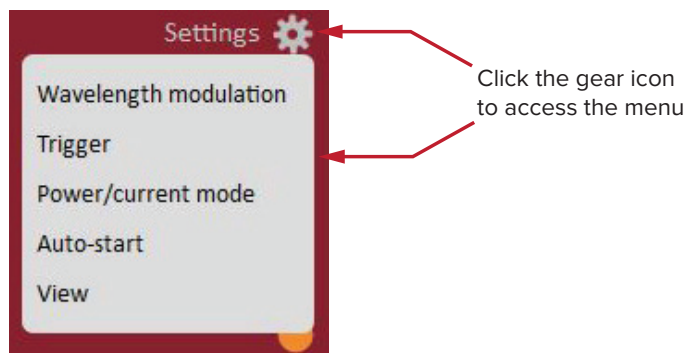 Settings
Wavelength modulation
Trigger
Power/current mode
Auto-start
View
Click the gear icon
to access the menu